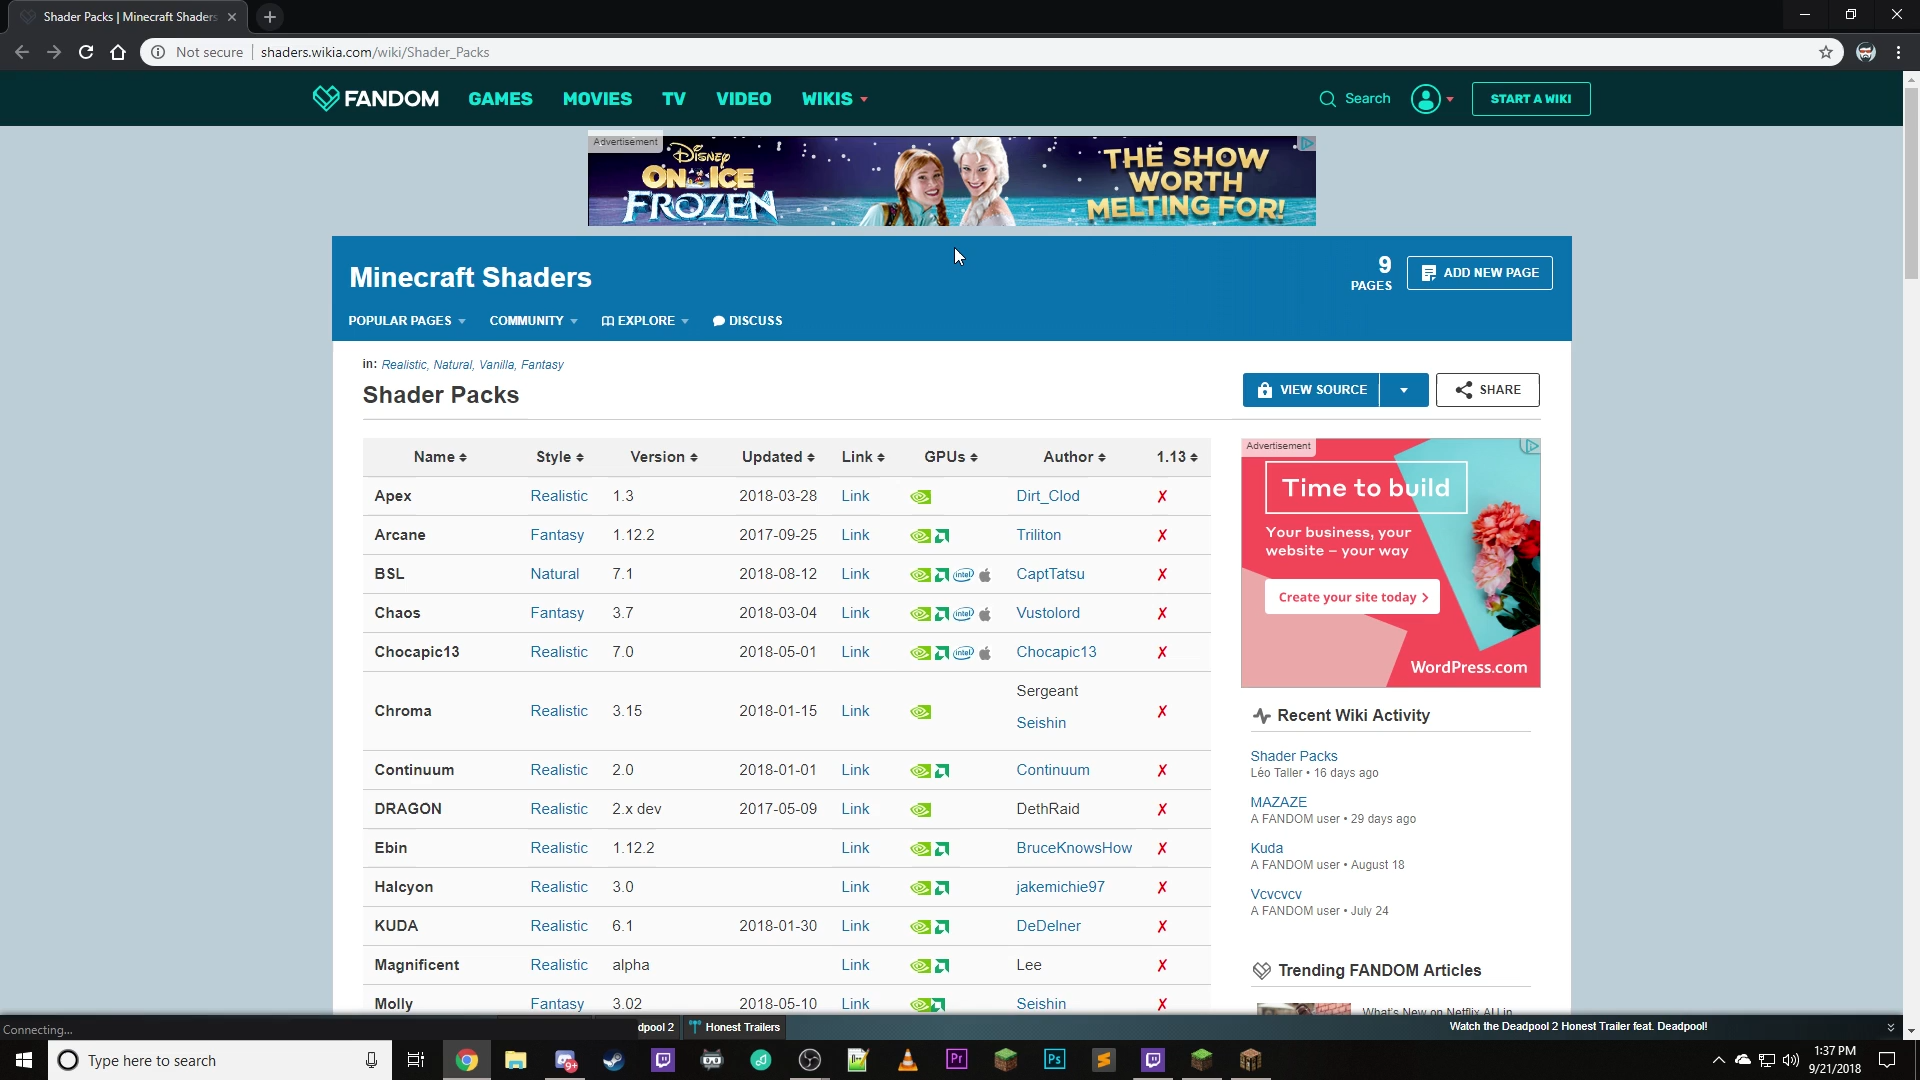 Shader Packs | Minecraft Shaders
Not secure
shaders.wikia.com/wiki/Shader_Packs
FANDOM
GAMES
MOVIES
TV
VIDEO
WIKIS
Search
START A WIKI
Advertisement
Disney
ON ICE
FROZEN
THE SHOW
WORTH
MELTING FOR!
Minecraft Shaders
9
PAGES
ADD NEW PAGE
POPULAR PAGES
COMMUNITY
EXPLORE
DISCUSS
in: Realistic, Natural, Vanilla, Fantasy
Shader Packs
VIEW SOURCE
SHARE
Name Style Version Updated Link GPUs Author 1.13
Apex Realistic 1.3 2018-03-28 Link Dirt_Clod ✗
Arcane Fantasy 1.12.2 2017-09-25 Link Triliton ✗
BSL Natural 7.1 2018-08-12 Link intel CaptTatsu ✗
Chaos Fantasy 3.7 2018-03-04 Link intel Vustolord ✗
Chocapic13 Realistic 7.0 2018-05-01 Link intel Chocapic13 ✗
Chroma Realistic 3.15 2018-01-15 Link Sergeant Seishin ✗
Continuum Realistic 2.0 2018-01-01 Link Continuum ✗
DRAGON Realistic 2.x dev 2017-05-09 Link DethRaid ✗
Ebin Realistic 1.12.2 Link BruceKnowsHow ✗
Halcyon Realistic 3.0 Link jakemichie97 ✗
KUDA Realistic 6.1 2018-01-30 Link DeDelner ✗
Magnificent Realistic alpha Link Lee ✗
Molly Fantasy 3.02 2018-05-10 Link Seishin ✗
Advertisement
Time to build
Your business, your
website – your way
Create your site today
WordPress.com
Recent Wiki Activity
Shader Packs
Léo Taller • 16 days ago
MAZAZE
A FANDOM user • 29 days ago
Kuda
A FANDOM user • August 18
Vcvcvcv
A FANDOM user • July 24
Trending FANDOM Articles
What's New on Netflix AU in
Connecting...
dpool 2
Honest Trailers
Watch the Deadpool 2 Honest Trailer feat. Deadpool!
Type here to search
Pr
Ps
1:37 PM
9/21/2018